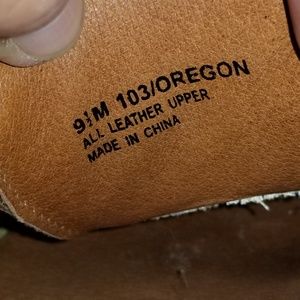 9½M 103/OREGON
ALL LEATHER UPPER
MADE IN CHINA